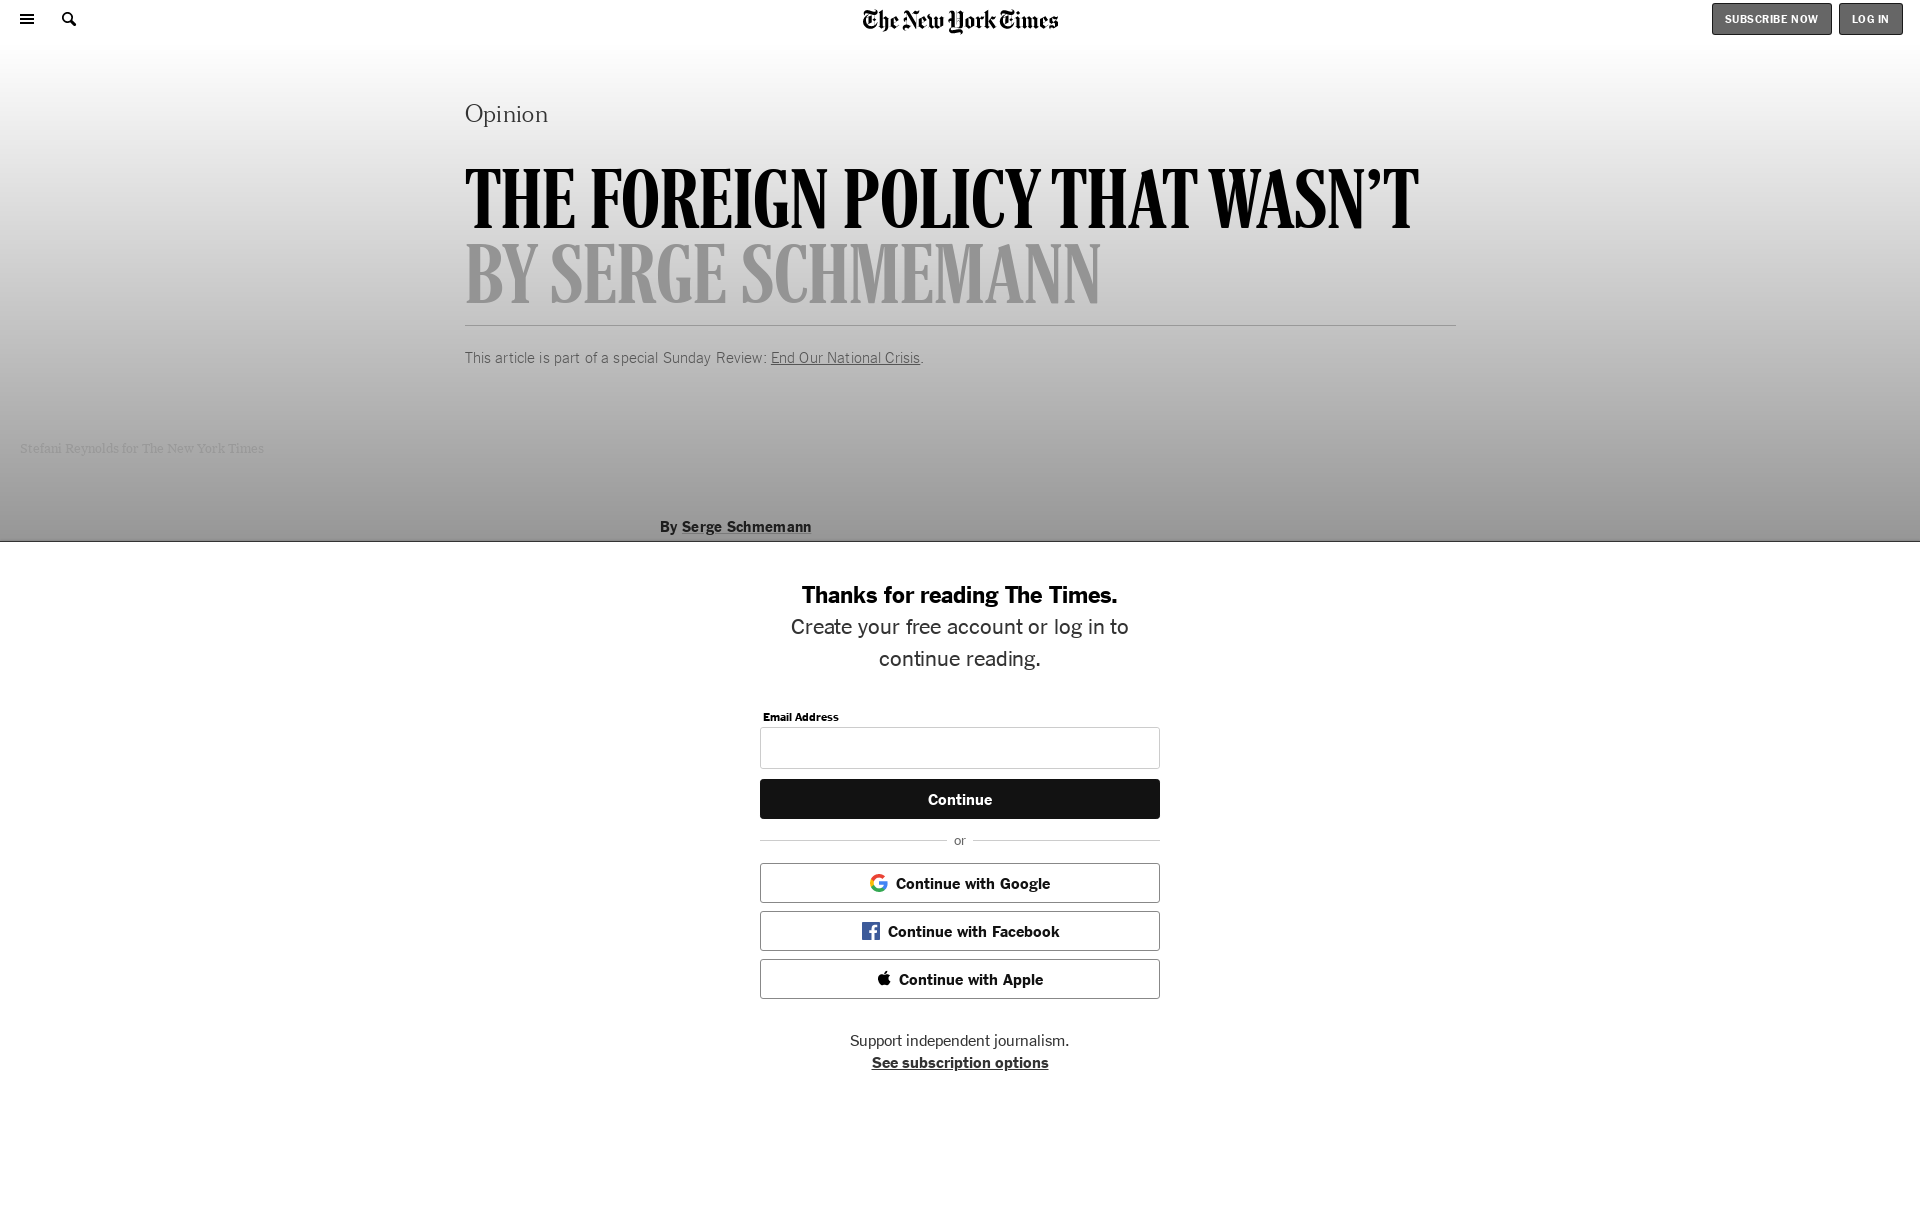 The New York Times
SUBSCRIBE NOW
LOG IN
Opinion
THE FOREIGN POLICY THAT WASN’T
BY SERGE SCHMEMANN
This article is part of a special Sunday Review: End Our National Crisis.
Stefani Reynolds for The New York Times
By Serge Schmemann
Thanks for reading The Times.
Create your free account or log in to
continue reading.
Email Address
Continue
or
Continue with Google
Continue with Facebook
Continue with Apple
Support independent journalism.
See subscription options